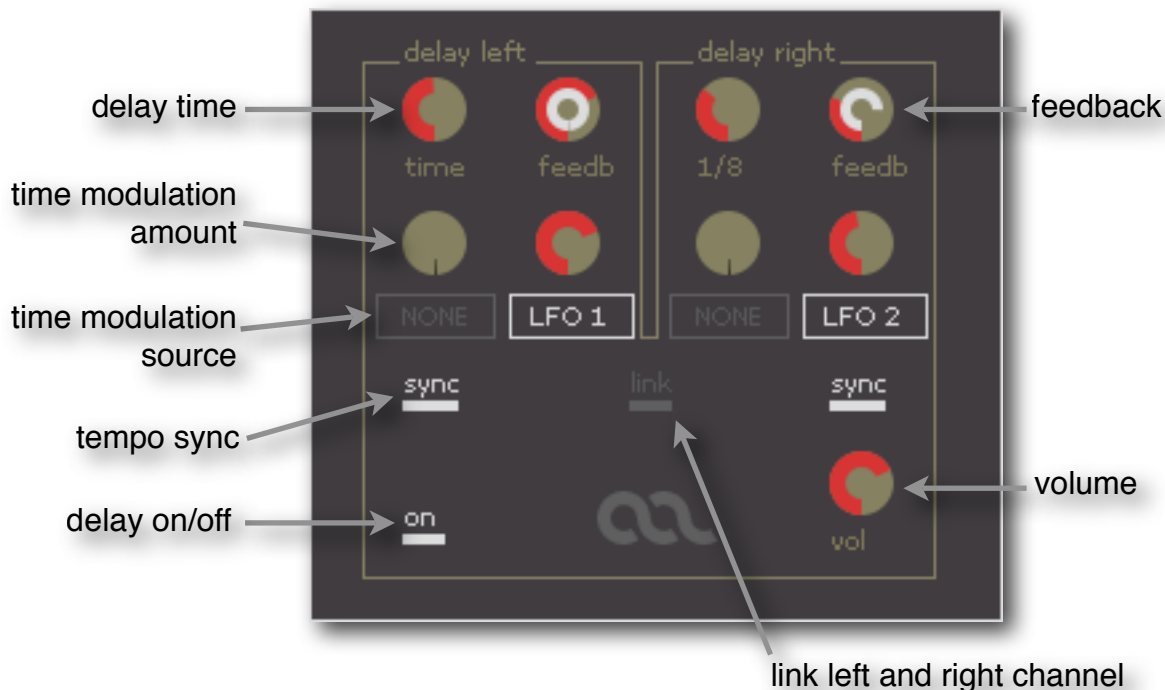 delay left
delay right
delay time
feedback
time
feedb
1/8
feedb
time modulation
amount
NONE
LFO 1
NONE
LFO 2
time modulation
source
sync
link
sync
tempo sync
volume
delay on/off
on
vol
link left and right channel